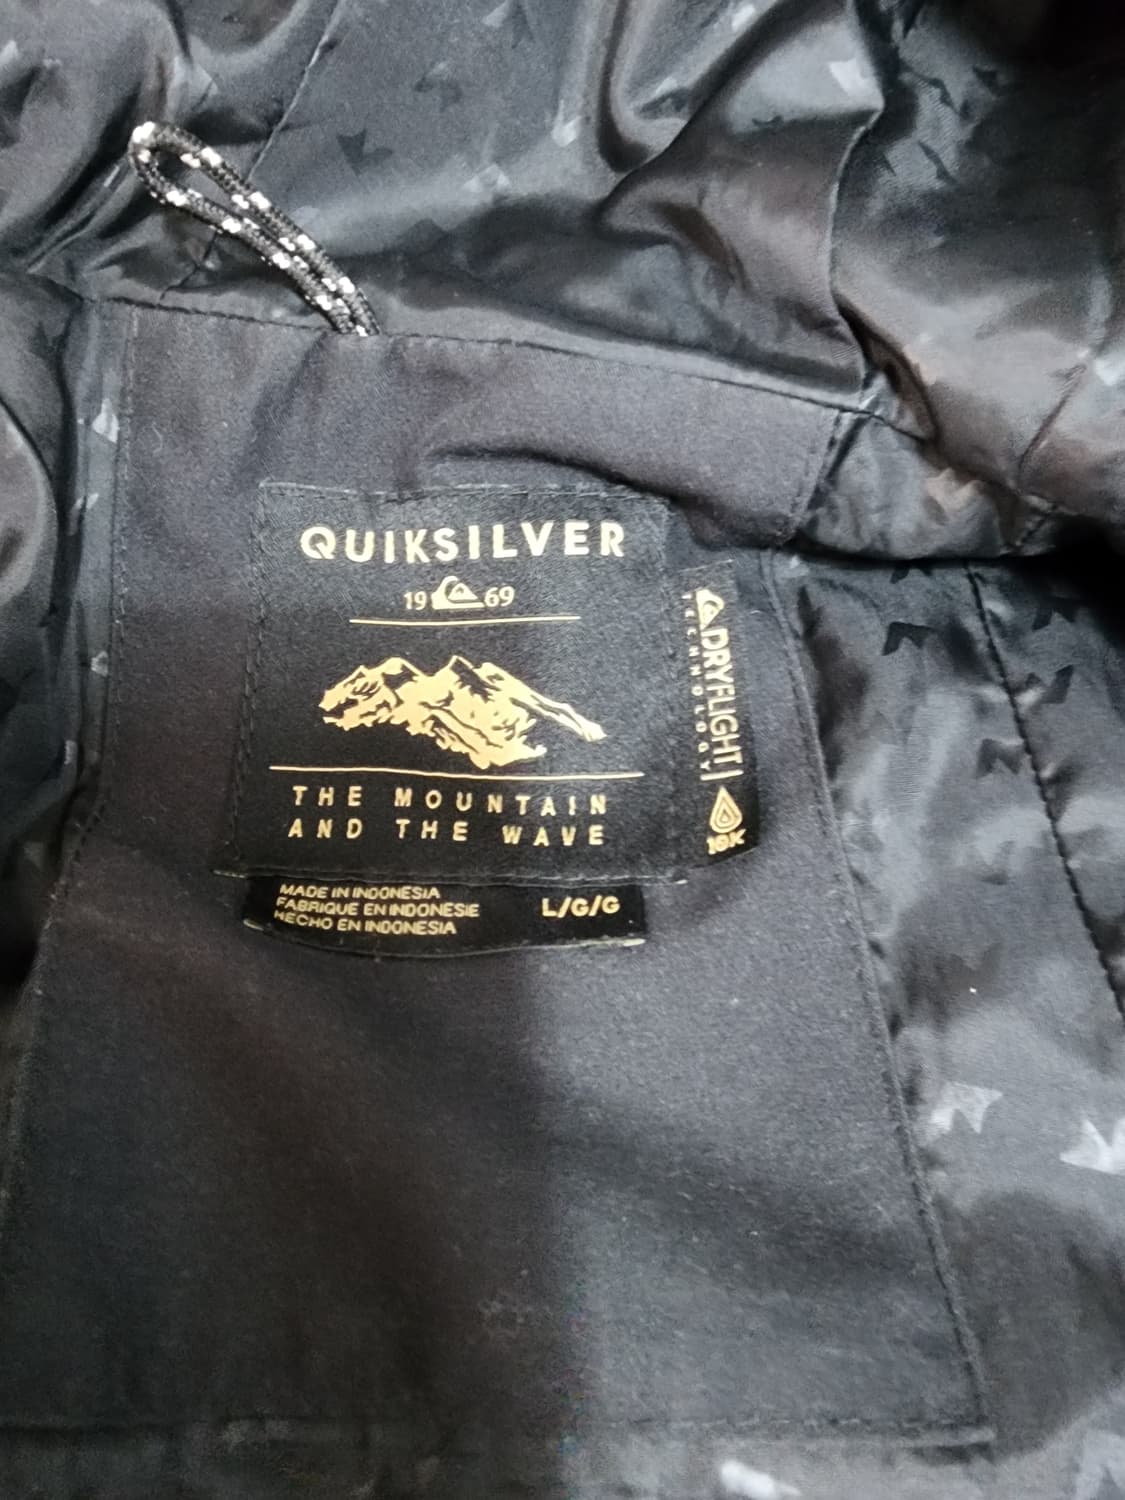 QUIKSILVER
19 69
THE MOUNTAIN
AND THE WAVE
DRYFLIGHT
TECHNOLOGY
10K
MADE IN INDONESIA
FABRIQUE EN INDONESIE
HECHO EN INDONESIA
L/G/G